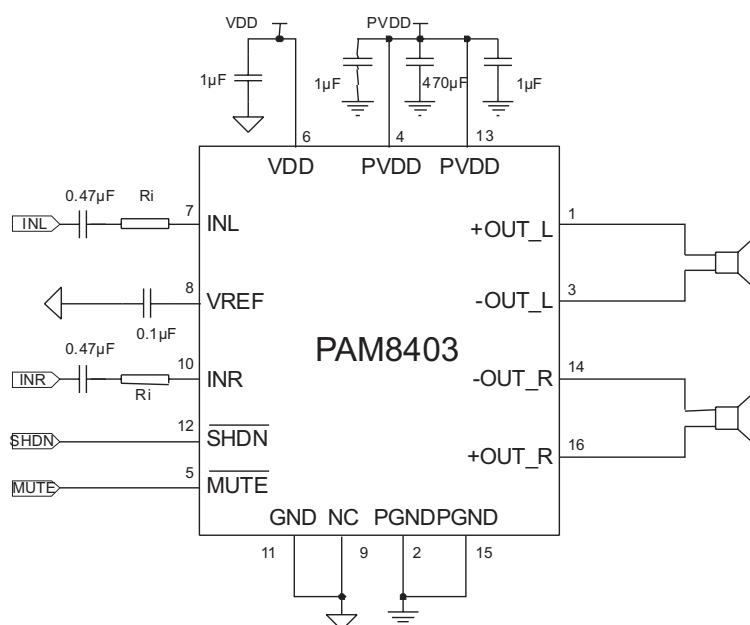 VDD PVDD
1µF 1µF 470µF 1µF
6 4 13
VDD PVDD PVDD
0.47µF Ri
INL 7 INL
+OUT_L 1
8 VREF
-OUT_L 3
0.1µF
PAM8403
0.47µF
INR 10 INR
Ri
-OUT_R 14
SHDN 12 SHDN
+OUT_R 16
MUTE 5 MUTE
GND NC PGND PGND
11 9 2 15